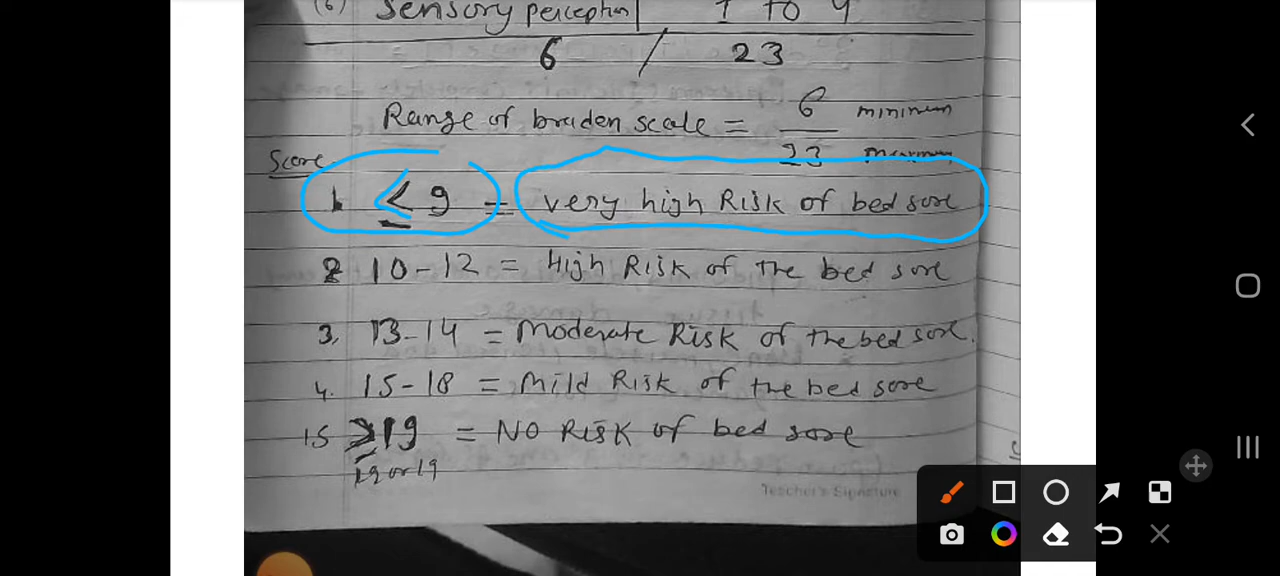 (6) Sensory perception 1 to 4
6 / 23
Range of braden scale = 6 minimum
23 maximum
Score
1. ≤ 9 = very high Risk of bed sore
2 10-12 = High Risk of the bed sore
3. 13-14 = Moderate Risk of the bed sore.
4. 15-18 = Mild Risk of the bed sore
5 ≥19 = NO RISK of bed sore
19 or 19
Teacher's Signature